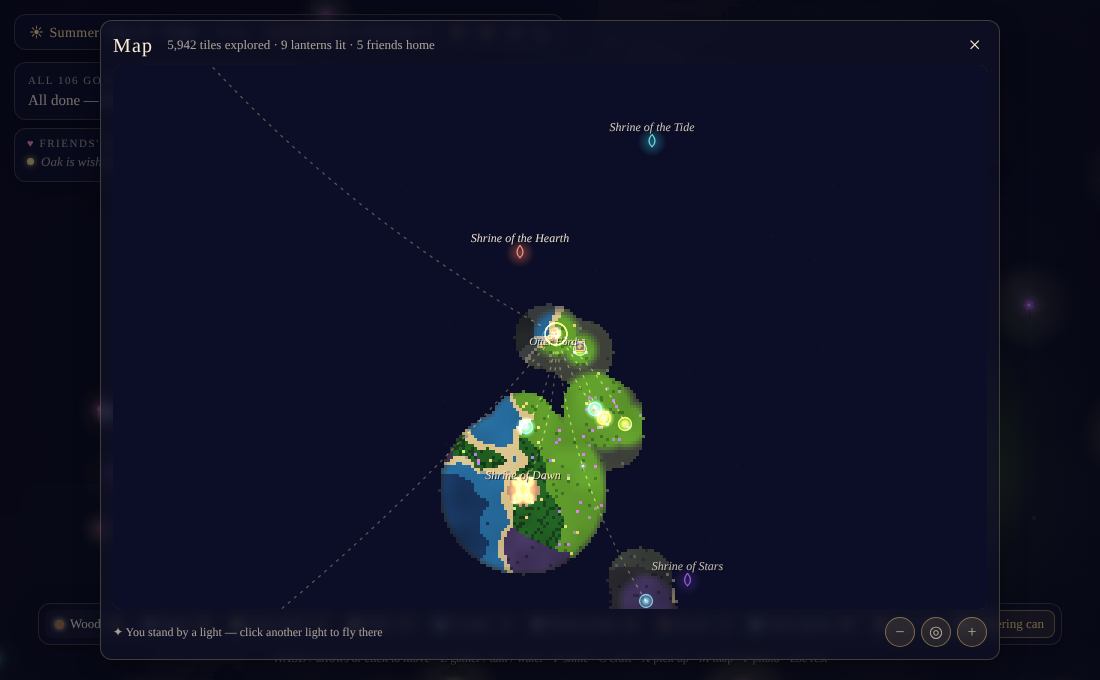 ☀ Summer
Map
5,942 tiles explored · 9 lanterns lit · 5 friends home
×
ALL 106 GO
All done —
♥ FRIENDS'
Oak is wish
Shrine of the Tide
Shrine of the Hearth
Shrine of Dawn
Shrine of Stars
Wood
✦ You stand by a light — click another light to fly there
−
◎
+
ering can